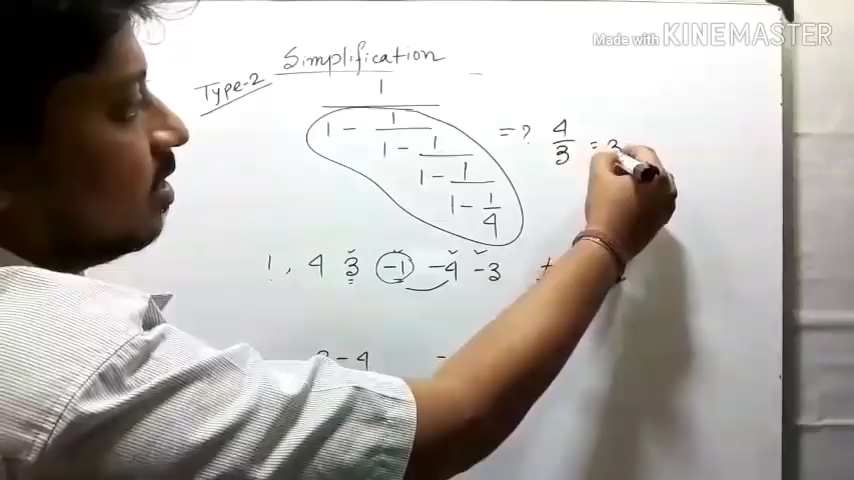 Made with KINEMASTER
Simplification
Type-2
1
1 - 1
1 - 1
1 - 1
1 - 1
4
= ? 4
3
=
1, 4 3 -1 -4 -3 +
- 4 -